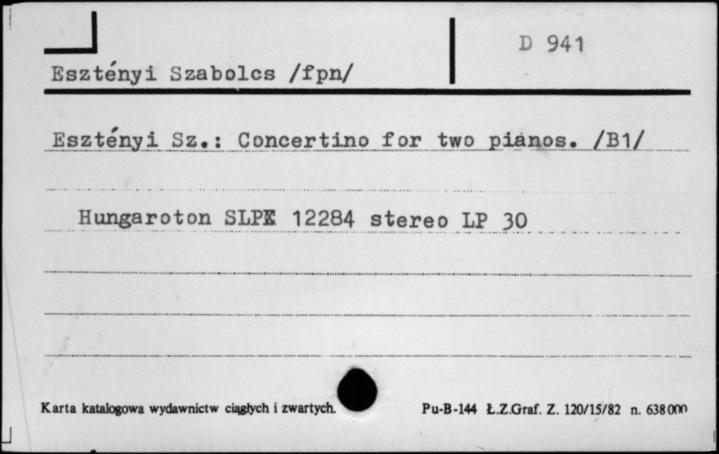 D 941
Esztényi Szabolcs /fpn/
Esztényi Sz.: Concertino for two pianos. /B1/
Hungaroton SLPX 12284 stereo LP 30
Karta katalogowa wydawnictw ciągłych i zwartych.
Pu-B-144 Ł.Z.Graf. Z. 120/15/82 n. 638000